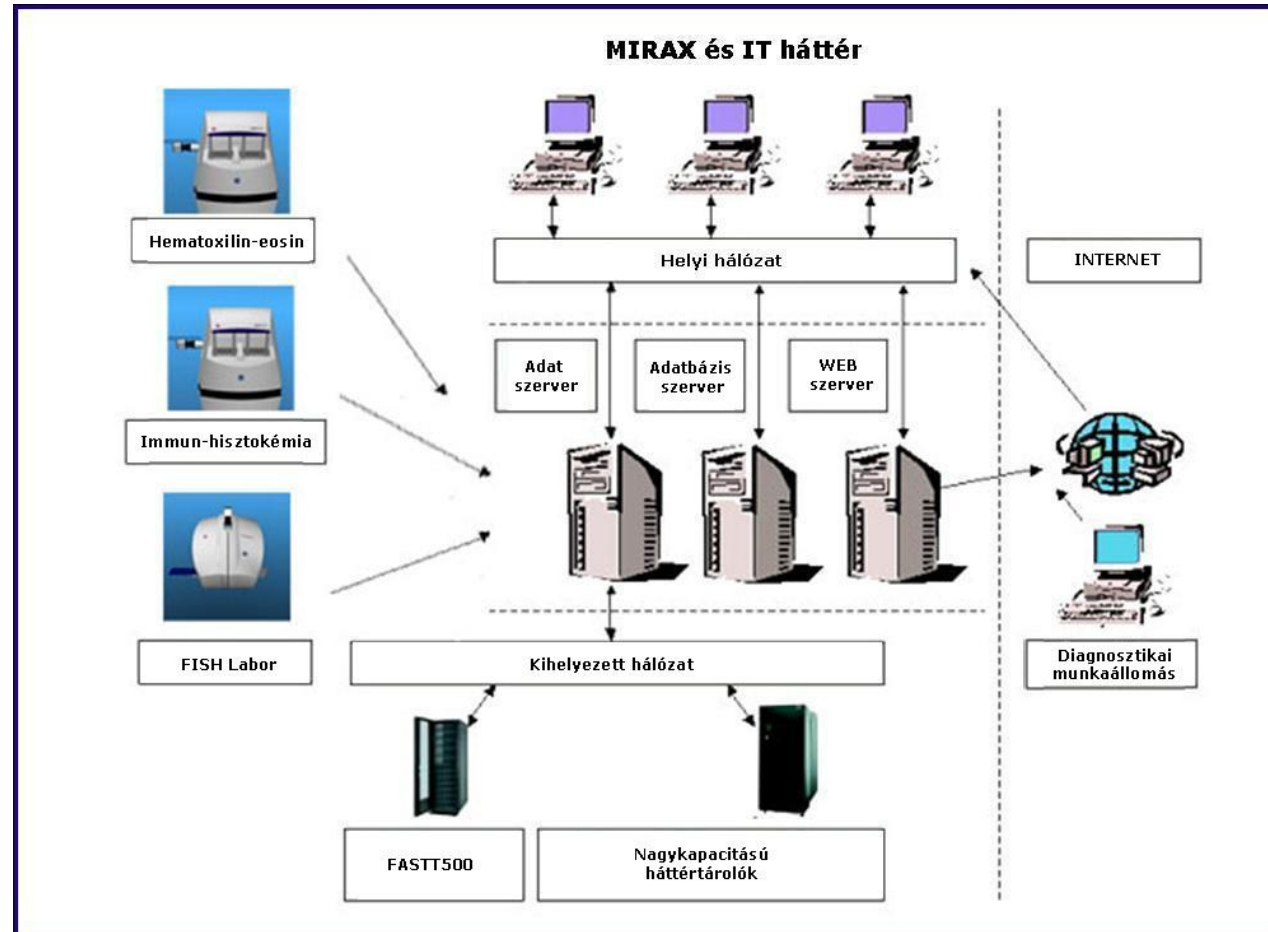 MIRAX és IT háttér
Hematoxilin-eosin
Helyi hálózat
INTERNET
Adat
szerver
Adatbázis
szerver
WEB
szerver
Immun-hisztokémia
FISH Labor
Kihelyezett hálózat
Diagnosztikai
munkaállomás
FASTT500
Nagykapacitású
háttértárolók